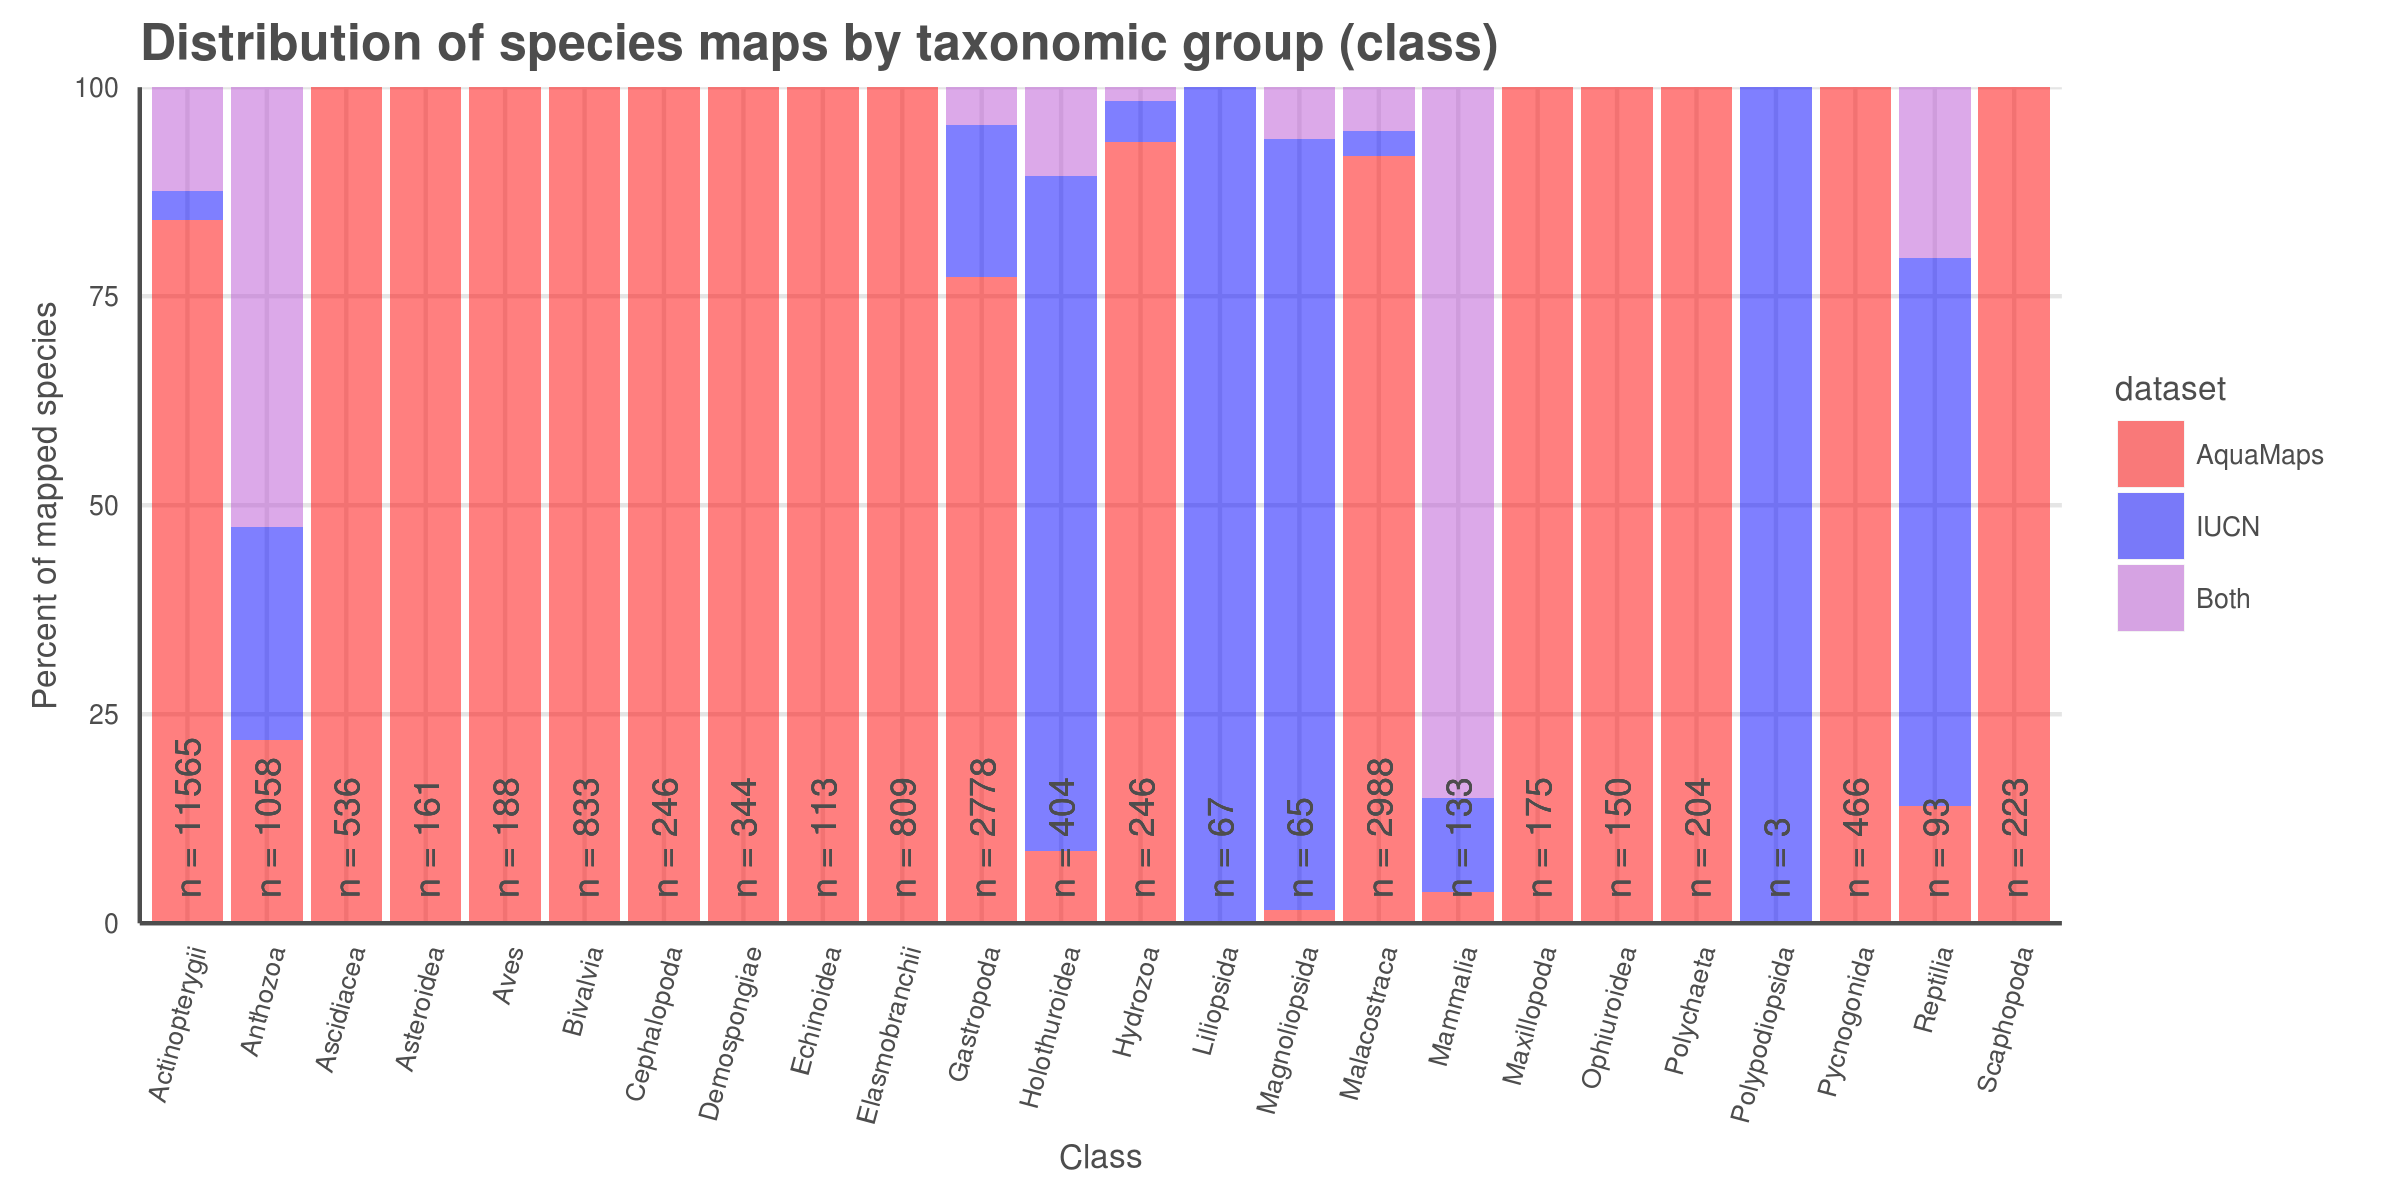 Distribution of species maps by taxonomic group (class)
100
75
50
25
0
Percent of mapped species
n = 11565
n = 1058
n = 536
n = 161
n = 188
n = 833
n = 246
n = 344
n = 113
n = 809
n = 2778
n = 404
n = 246
n = 67
n = 65
n = 2988
n = 133
n = 175
n = 150
n = 204
n = 3
n = 466
n = 93
n = 223
Actinopterygii
Anthozoa
Ascidiacea
Asteroidea
Aves
Bivalvia
Cephalopoda
Demospongiae
Echinoidea
Elasmobranchii
Gastropoda
Holothuroidea
Hydrozoa
Liliopsida
Magnoliopsida
Malacostraca
Mammalia
Maxillopoda
Ophiuroidea
Polychaeta
Polypodiopsida
Pycnogonida
Reptilia
Scaphopoda
Class
dataset
AquaMaps
IUCN
Both